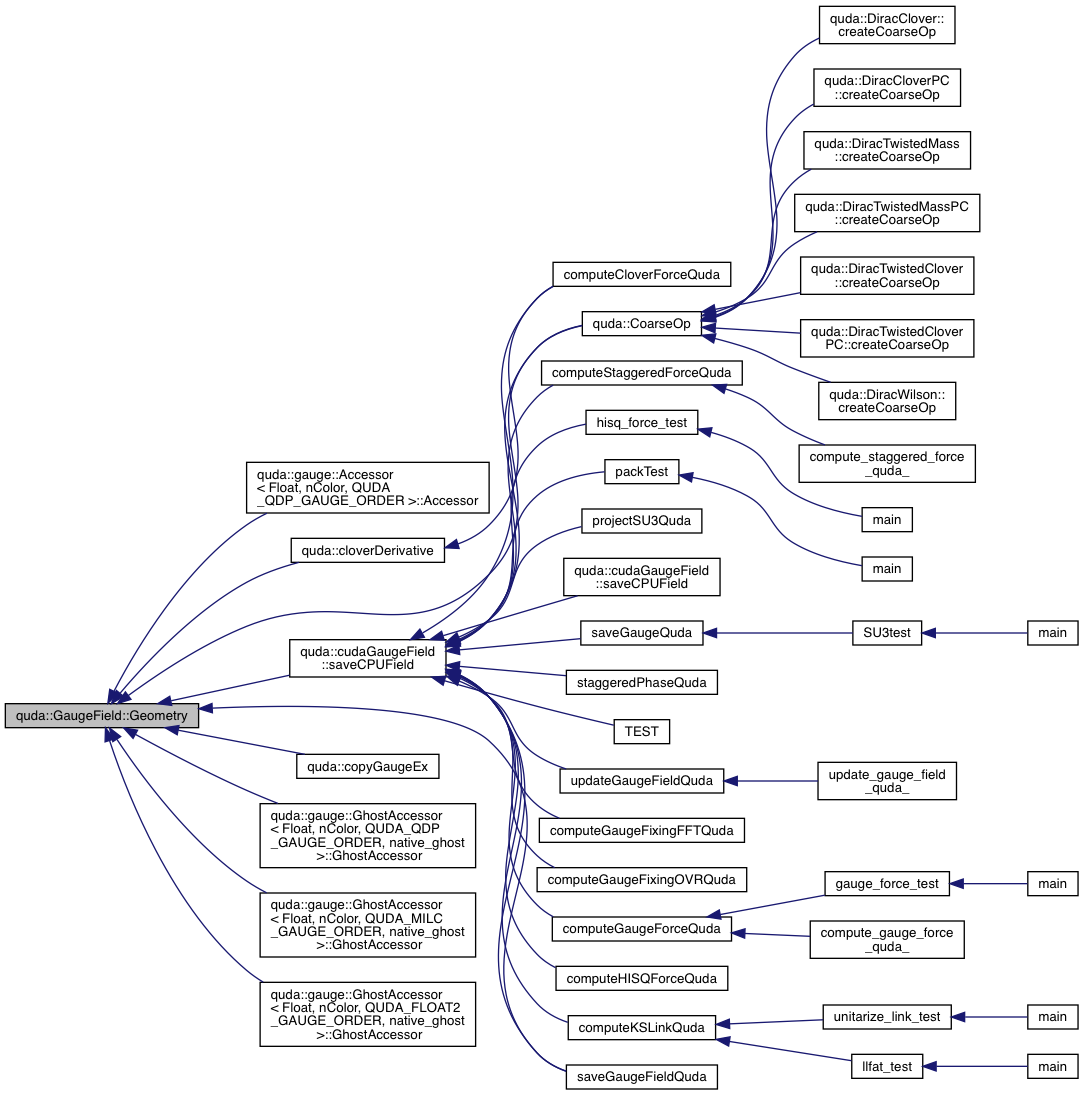 quda::DiracClover::
createCoarseOp
quda::DiracCloverPC
::createCoarseOp
quda::DiracTwistedMass
::createCoarseOp
quda::DiracTwistedMassPC
::createCoarseOp
quda::DiracTwistedClover
::createCoarseOp
quda::DiracTwistedClover
PC::createCoarseOp
quda::DiracWilson::
createCoarseOp
computeCloverForceQuda
quda::CoarseOp
computeStaggeredForceQuda
compute_staggered_force
_quda_
hisq_force_test
main
packTest
main
projectSU3Quda
quda::cudaGaugeField
::saveCPUField
saveGaugeQuda
SU3test
main
staggeredPhaseQuda
TEST
updateGaugeFieldQuda
update_gauge_field
_quda_
computeGaugeFixingFFTQuda
computeGaugeFixingOVRQuda
computeGaugeForceQuda
gauge_force_test
main
compute_gauge_force
_quda_
computeHISQForceQuda
computeKSLinkQuda
unitarize_link_test
main
llfat_test
main
saveGaugeFieldQuda
quda::gauge::Accessor
< Float, nColor, QUDA
_QDP_GAUGE_ORDER >::Accessor
quda::cloverDerivative
quda::cudaGaugeField
::saveCPUField
quda::GaugeField::Geometry
quda::copyGaugeEx
quda::gauge::GhostAccessor
< Float, nColor, QUDA_QDP
_GAUGE_ORDER, native_ghost
>::GhostAccessor
quda::gauge::GhostAccessor
< Float, nColor, QUDA_MILC
_GAUGE_ORDER, native_ghost
>::GhostAccessor
quda::gauge::GhostAccessor
< Float, nColor, QUDA_FLOAT2
_GAUGE_ORDER, native_ghost
>::GhostAccessor